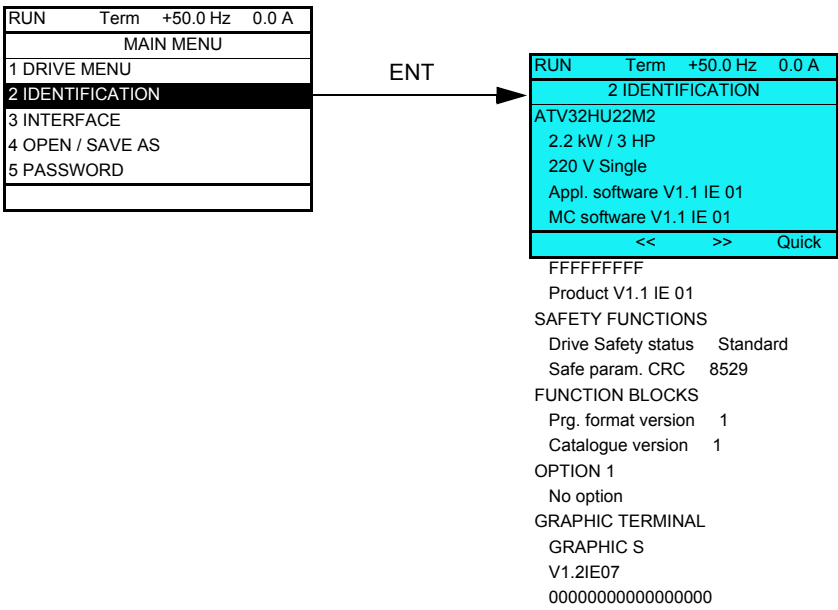 RUN Term +50.0 Hz 0.0 A
MAIN MENU
1 DRIVE MENU
2 IDENTIFICATION
3 INTERFACE
4 OPEN / SAVE AS
5 PASSWORD
ENT
RUN Term +50.0 Hz 0.0 A
2 IDENTIFICATION
ATV32HU22M2
2.2 kW / 3 HP
220 V Single
Appl. software V1.1 IE 01
MC software V1.1 IE 01
<< >> Quick
FFFFFFFFF
Product V1.1 IE 01
SAFETY FUNCTIONS
Drive Safety status Standard
Safe param. CRC 8529
FUNCTION BLOCKS
Prg. format version 1
Catalogue version 1
OPTION 1
No option
GRAPHIC TERMINAL
GRAPHIC S
V1.2IE07
00000000000000000